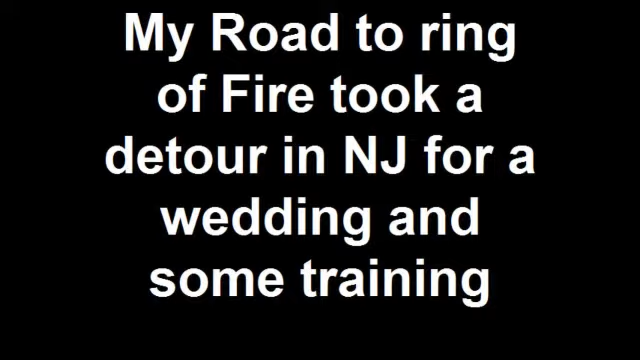 My Road to ring
of Fire took a
detour in NJ for a
wedding and
some training